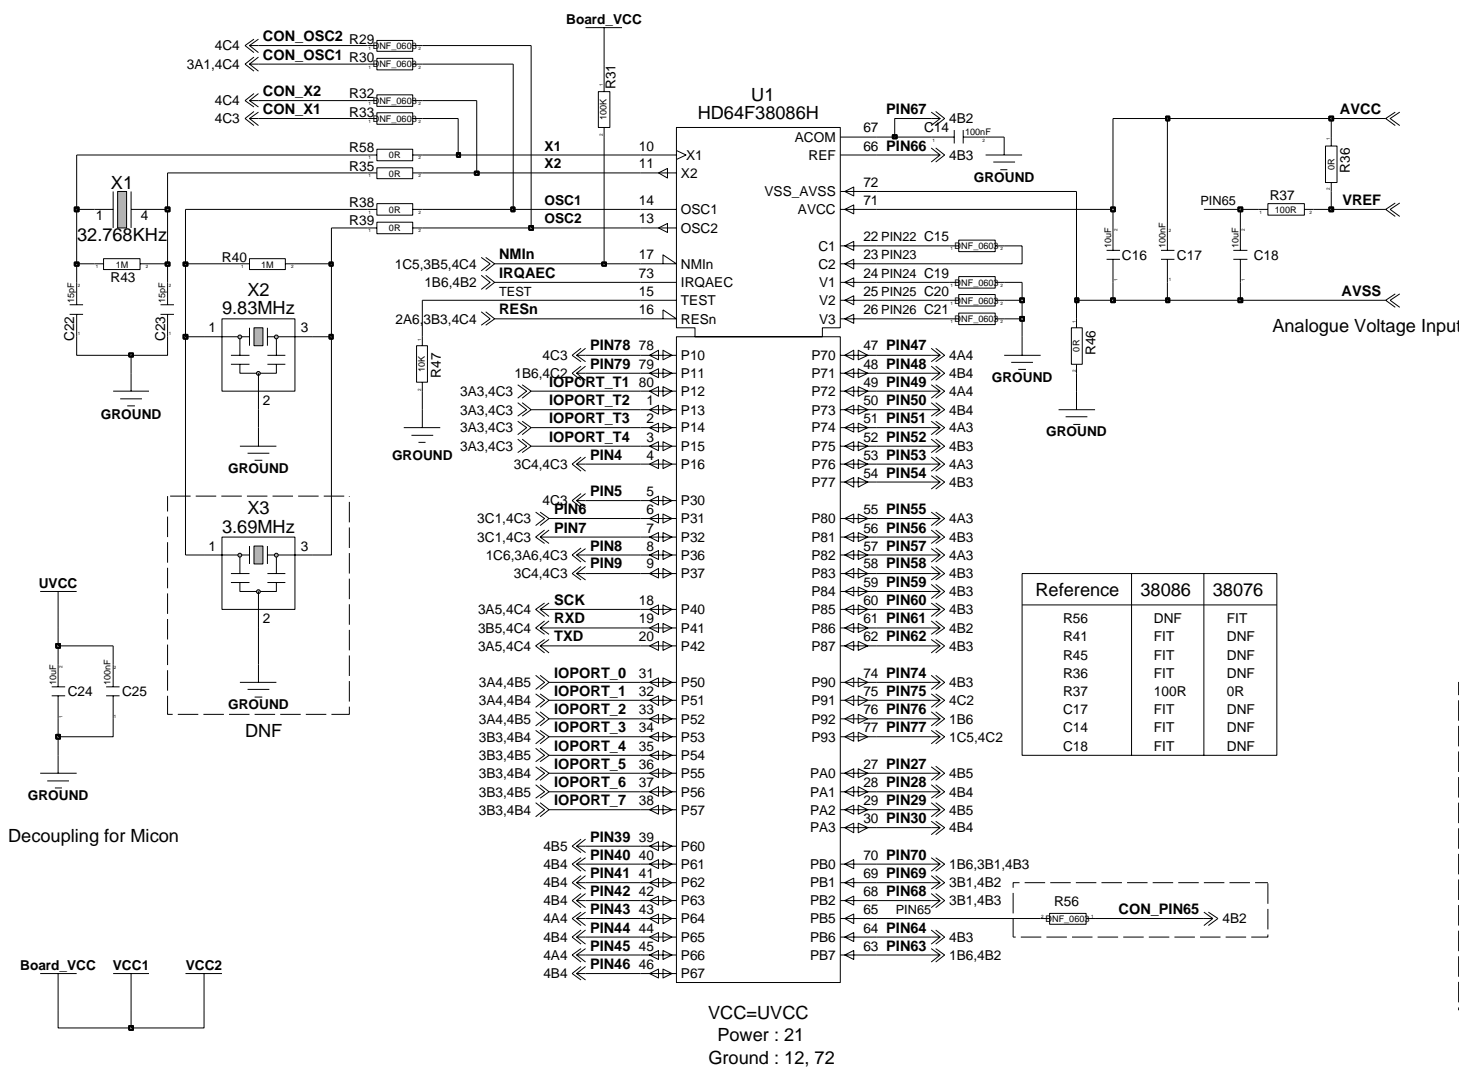 Board_VCC
4C4 CON_OSC2 R29 DNF_0603
3A1,4C4 CON_OSC1 R30 DNF_0603
4C4 CON_X2 R32 DNF_0603
4C3 CON_X1 R33 DNF_0603
R31 100K
U1
HD64F38086H
R58 0R X1 10 X1
R35 0R X2 11 X2
R38 0R OSC1 14 OSC1
R39 0R OSC2 13 OSC2
X1
1 4
32.768KHz
1M
R43
15pF C22
15pF C23
GROUND
R40 1M
X2
9.83MHz
1 3
2
GROUND
X3
3.69MHz
1 3
2
GROUND
DNF
1C5,3B5,4C4 NMIn 17 NMIn
1B6,4B2 IRQAEC 73 IRQAEC
TEST 15 TEST
2A6,3B3,4C4 RESn 16 RESn
10K R47
GROUND
4C3 PIN78 78 P10
1B6,4C2 PIN79 79 P11
3A3,4C3 IOPORT_T1 80 P12
3A3,4C3 IOPORT_T2 1 P13
3A3,4C3 IOPORT_T3 2 P14
3A3,4C3 IOPORT_T4 3 P15
3C4,4C3 PIN4 4 P16
4C3 PIN5 5 P30
3C1,4C3 PIN6 6 P31
3C1,4C3 PIN7 7 P32
1C6,3A6,4C3 PIN8 8 P36
3C4,4C3 PIN9 9 P37
3A5,4C4 SCK 18 P40
3B5,4C4 RXD 19 P41
3A5,4C4 TXD 20 P42
3A4,4B5 IOPORT_0 31 P50
3A4,4B4 IOPORT_1 32 P51
3A4,4B5 IOPORT_2 33 P52
3B3,4B4 IOPORT_3 34 P53
3B3,4B5 IOPORT_4 35 P54
3B3,4B4 IOPORT_5 36 P55
3B3,4B5 IOPORT_6 37 P56
3B3,4B4 IOPORT_7 38 P57
4B5 PIN39 39 P60
4B4 PIN40 40 P61
4B4 PIN41 41 P62
4B4 PIN42 42 P63
4A4 PIN43 43 P64
4B4 PIN44 44 P65
4A4 PIN45 45 P66
4B4 PIN46 46 P67
ACOM 67 PIN67 4B2 C14 100nF
REF 66 PIN66 4B3
GROUND
VSS_AVSS 72
AVCC 71
C1 22 PIN22 C15 DNF_0603
C2 23 PIN23
V1 24 PIN24 C19 DNF_0603
V2 25 PIN25 C20 DNF_0603
V3 26 PIN26 C21 DNF_0603
GROUND
0R R46
GROUND
10uF C16
100nF C17
10uF C18
AVCC
0R R36
PIN65 R37 100R VREF
AVSS
Analogue Voltage Input
P70 47 PIN47 4A4
P71 48 PIN48 4B4
P72 49 PIN49 4A4
P73 50 PIN50 4B4
P74 51 PIN51 4A3
P75 52 PIN52 4B3
P76 53 PIN53 4A3
P77 54 PIN54 4B3
P80 55 PIN55 4A3
P81 56 PIN56 4B3
P82 57 PIN57 4A3
P83 58 PIN58 4B3
P84 59 PIN59 4B3
P85 60 PIN60 4B3
P86 61 PIN61 4B2
P87 62 PIN62 4B3
P90 74 PIN74 4B3
P91 75 PIN75 4C2
P92 76 PIN76 1B6
P93 77 PIN77 1C5,4C2
PA0 27 PIN27 4B5
PA1 28 PIN28 4B4
PA2 29 PIN29 4B5
PA3 30 PIN30 4B4
PB0 70 PIN70 1B6,3B1,4B3
PB1 69 PIN69 3B1,4B2
PB2 68 PIN68 3B1,4B3
PB5 65 PIN65 R56 DNF_0603 CON_PIN65 4B2
PB6 64 PIN64 4B3
PB7 63 PIN63 1B6,4B2
Reference 38086 38076
R56 DNF FIT
R41 FIT DNF
R45 FIT DNF
R36 FIT DNF
R37 100R 0R
C17 FIT DNF
C14 FIT DNF
C18 FIT DNF
UVCC
10uF C24
100nF C25
GROUND
Decoupling for Micon
Board_VCC VCC1 VCC2
VCC=UVCC
Power : 21
Ground : 12, 72